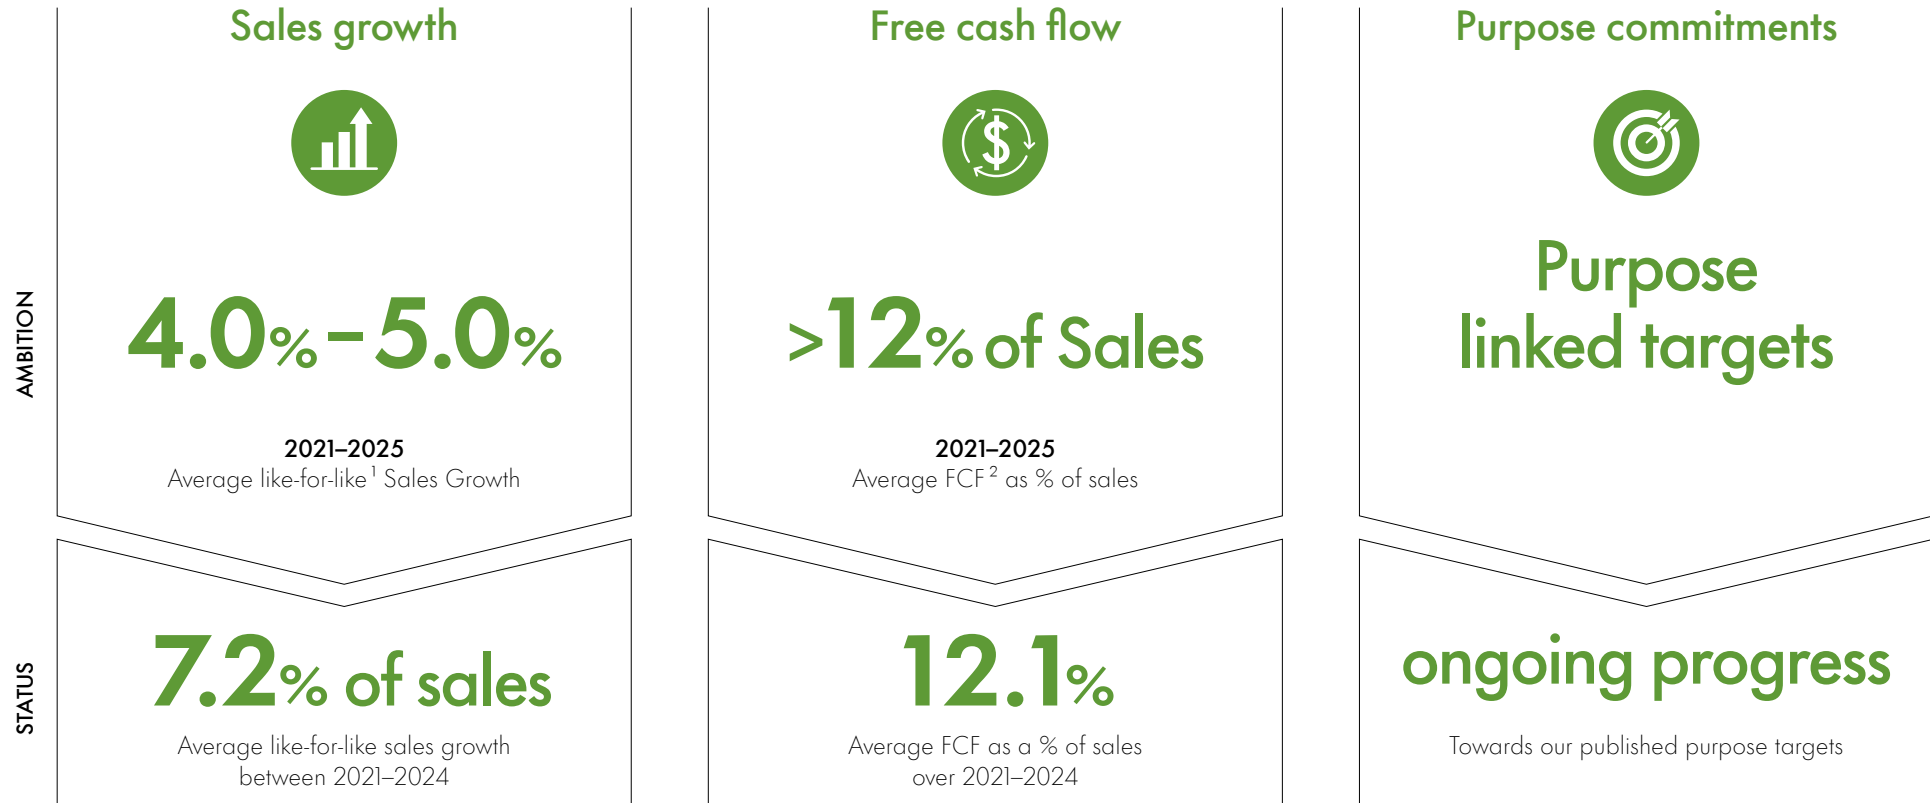 Sales growth
Free cash flow
Purpose commitments
$
AMBITION
4.0% – 5.0%
>12% of Sales
Purpose
linked targets
2021–2025
Average like-for-like¹ Sales Growth
2021–2025
Average FCF² as % of sales
STATUS
7.2% of sales
Average like-for-like sales growth
between 2021–2024
12.1%
Average FCF as a % of sales
over 2021–2024
ongoing progress
Towards our published purpose targets